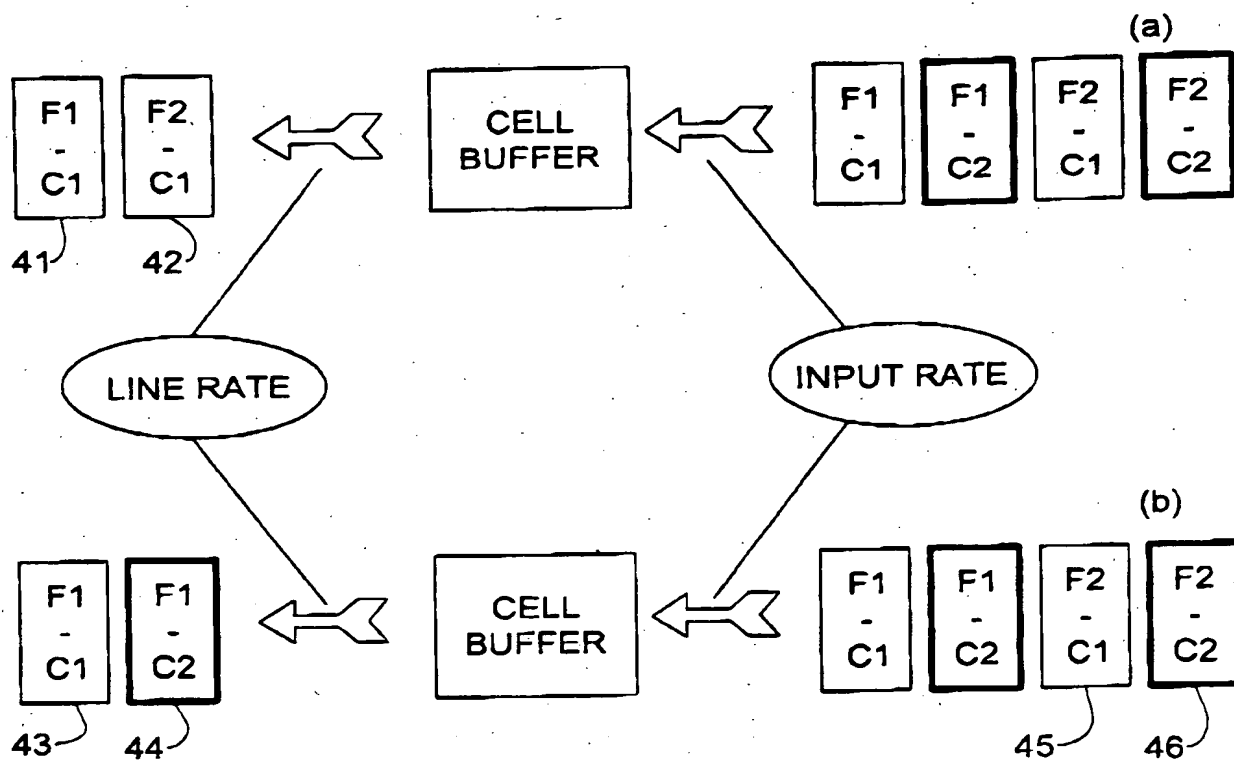 (a)
F1
-
C1
F2
-
C1
CELL
BUFFER
F1
-
C1
F1
-
C2
F2
-
C1
F2
-
C2
41
42
LINE RATE
INPUT RATE
(b)
F1
-
C1
F1
-
C2
CELL
BUFFER
F1
-
C1
F1
-
C2
F2
-
C1
F2
-
C2
43
44
45
46